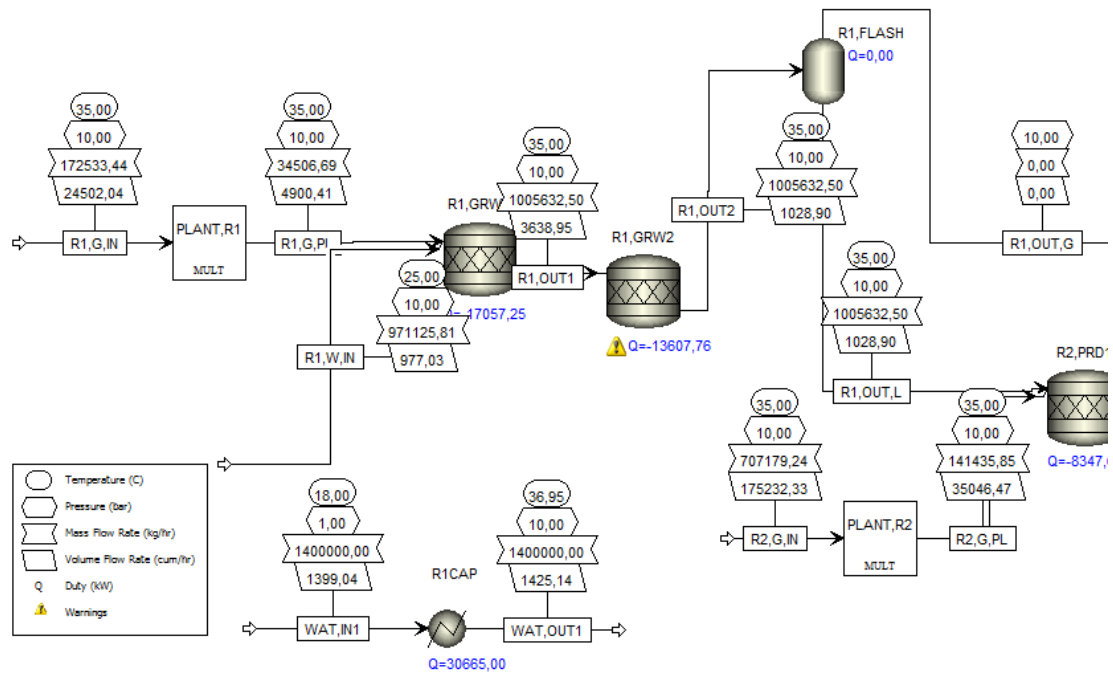 R1,FLASH
Q=0,00
35,00
10,00
172533,44
24502,04
R1,G,IN
PLANT,R1
MULT
35,00
10,00
34506,69
4900,41
R1,G,PL
35,00
10,00
1005632,50
3638,95
R1,GRW
R1,OUT1
-17057,25
25,00
10,00
971125,81
977,03
R1,W,IN
R1,GRW2
Q=-13607,76
R1,OUT2
35,00
10,00
1005632,50
1028,90
10,00
0,00
0,00
R1,OUT,G
35,00
10,00
1005632,50
1028,90
R1,OUT,L
R2,PRD1
Q=-8347,
35,00
10,00
707179,24
175232,33
R2,G,IN
PLANT,R2
MULT
35,00
10,00
141435,85
35046,47
R2,G,PL
Temperature (C)
Pressure (bar)
Mass Flow Rate (kg/hr)
Volume Flow Rate (cum/hr)
Q Duty (kW)
Warnings
18,00
1,00
1400000,00
1399,04
WAT,IN1
R1CAP
Q=30665,00
36,95
10,00
1400000,00
1425,14
WAT,OUT1